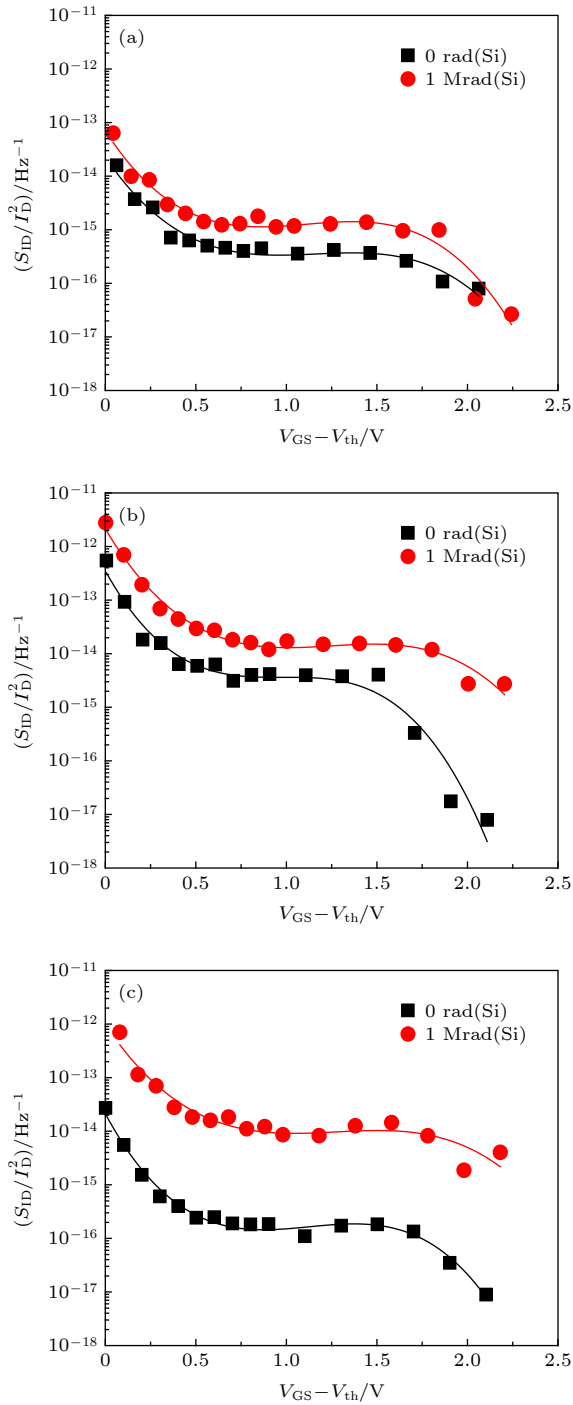 (a)
0 rad(Si)
1 Mrad(Si)
10⁻¹¹
10⁻¹²
10⁻¹³
10⁻¹⁴
10⁻¹⁵
10⁻¹⁶
10⁻¹⁷
10⁻¹⁸
(S_ID/I_D²)/Hz⁻¹
0 0.5 1.0 1.5 2.0 2.5
V_GS−V_th/V
(b)
0 rad(Si)
1 Mrad(Si)
10⁻¹¹
10⁻¹²
10⁻¹³
10⁻¹⁴
10⁻¹⁵
10⁻¹⁶
10⁻¹⁷
10⁻¹⁸
(S_ID/I_D²)/Hz⁻¹
0 0.5 1.0 1.5 2.0 2.5
V_GS−V_th/V
(c)
0 rad(Si)
1 Mrad(Si)
10⁻¹¹
10⁻¹²
10⁻¹³
10⁻¹⁴
10⁻¹⁵
10⁻¹⁶
10⁻¹⁷
10⁻¹⁸
(S_ID/I_D²)/Hz⁻¹
0 0.5 1.0 1.5 2.0 2.5
V_GS−V_th/V